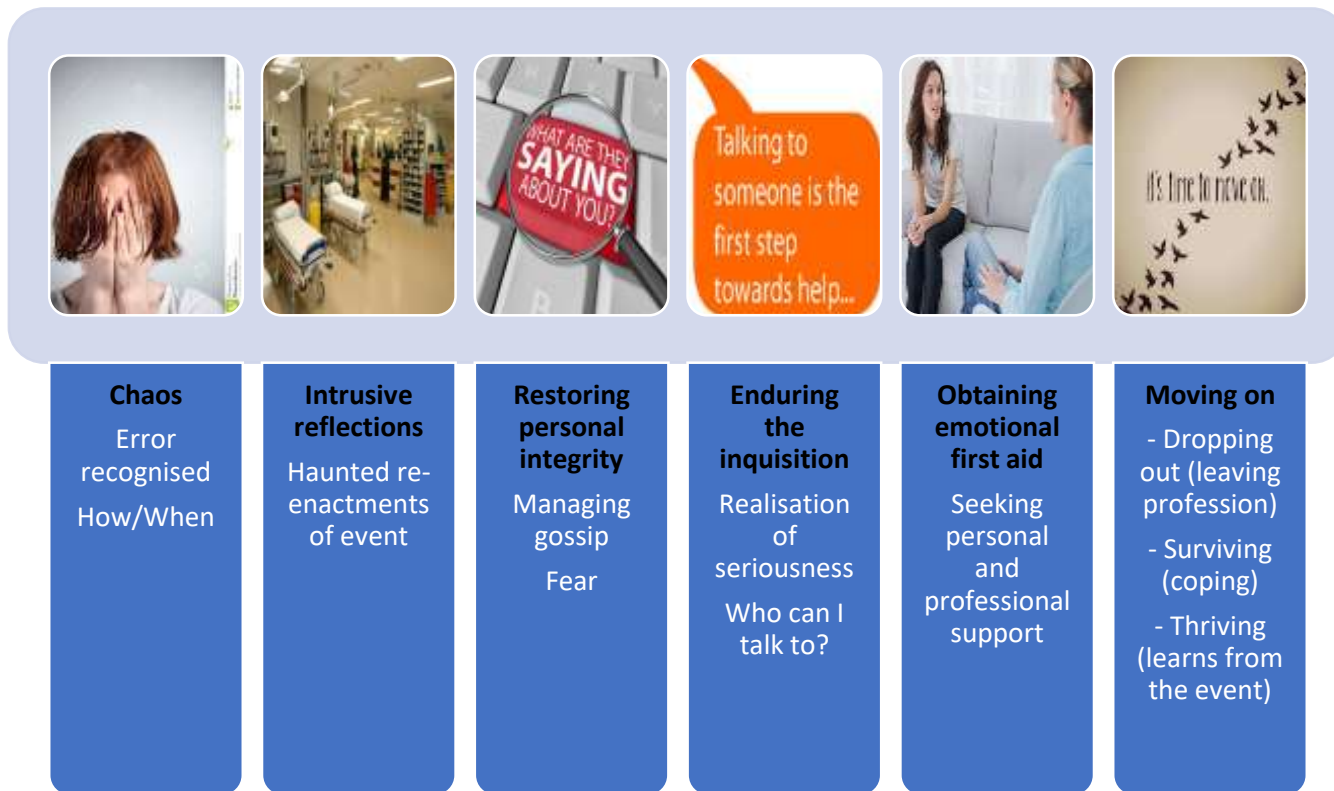 WHAT ARE THEY
SAYING
ABOUT YOU?
Talking to
someone is the
first step
towards help...
It's time to move on.
Chaos
Error
recognised
How/When
Intrusive
reflections
Haunted re-
enactments
of event
Restoring
personal
integrity
Managing
gossip
Fear
Enduring
the
inquisition
Realisation
of
seriousness
Who can I
talk to?
Obtaining
emotional
first aid
Seeking
personal
and
professional
support
Moving on
- Dropping
out (leaving
profession)
- Surviving
(coping)
- Thriving
(learns from
the event)